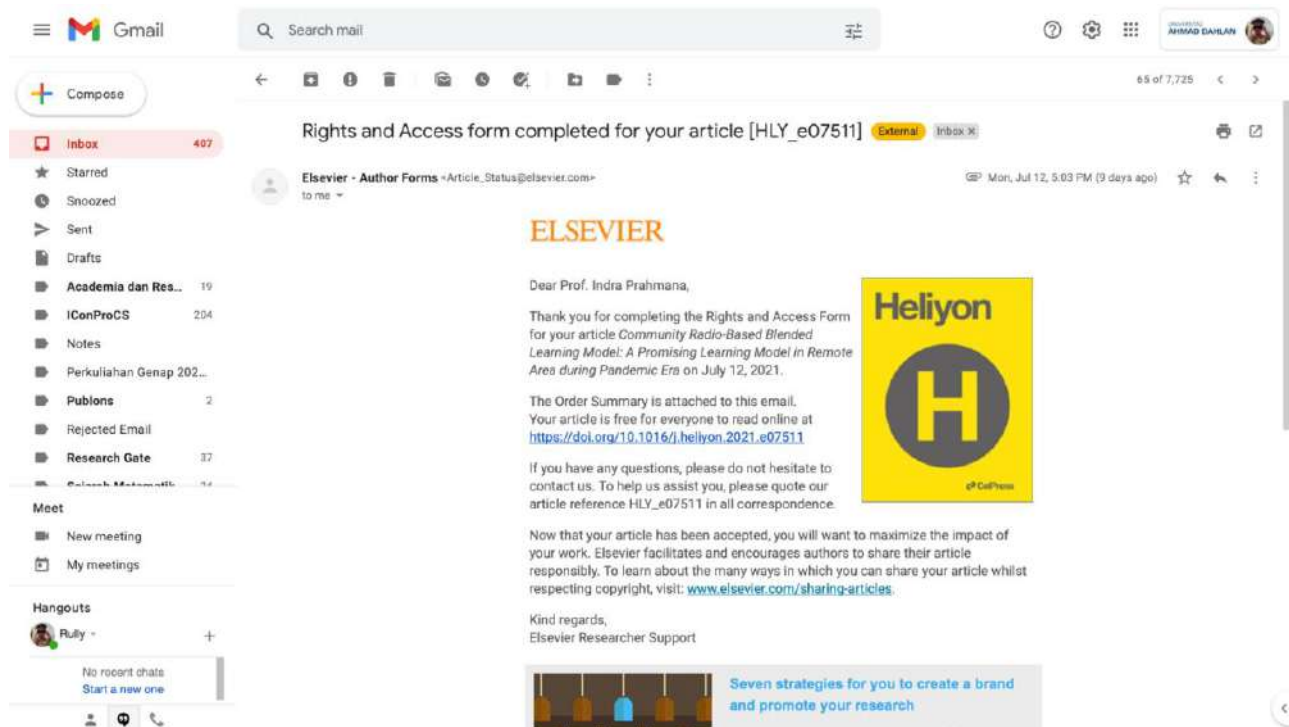 Gmail
Search mail
UNIVERSITAS
AHMAD DAHLAN
Compose
65 of 7,725
Rights and Access form completed for your article [HLY_e07511] External Inbox x
Inbox 407
Elsevier - Author Forms <Article_Status@elsevier.com>
Mon, Jul 12, 5:03 PM (9 days ago)
to me
Starred
Snoozed
Sent
Drafts
Academia dan Res... 19
IConProCS 204
Notes
Perkuliahan Genap 202...
Publons 2
Rejected Email
Research Gate 37
Sejarah Matematik
Meet
New meeting
My meetings
Hangouts
Rully
No recent chats
Start a new one
ELSEVIER
Dear Prof. Indra Prahmana,
Thank you for completing the Rights and Access Form
for your article Community Radio-Based Blended
Learning Model: A Promising Learning Model in Remote
Area during Pandemic Era on July 12, 2021.
The Order Summary is attached to this email.
Your article is free for everyone to read online at
https://doi.org/10.1016/j.heliyon.2021.e07511
If you have any questions, please do not hesitate to
contact us. To help us assist you, please quote our
article reference HLY_e07511 in all correspondence.
Heliyon
H
CellPress
Now that your article has been accepted, you will want to maximize the impact of
your work. Elsevier facilitates and encourages authors to share their article
responsibly. To learn about the many ways in which you can share your article whilst
respecting copyright, visit: www.elsevier.com/sharing-articles.
Kind regards,
Elsevier Researcher Support
Seven strategies for you to create a brand
and promote your research